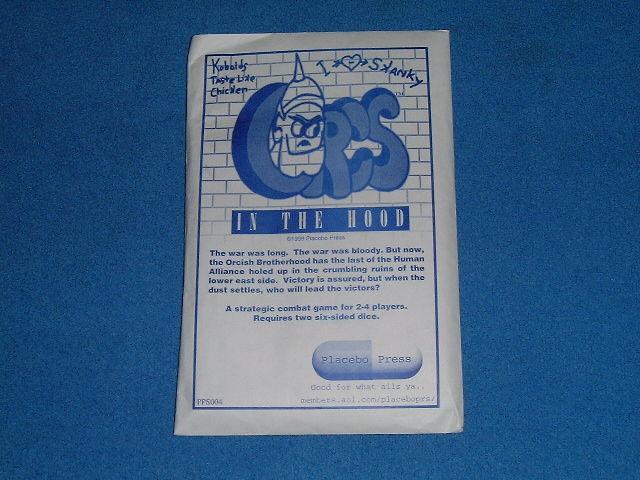 Kobolds
Taste Like
Chicken
I ♥ Skanky
ORCS
TM
IN THE HOOD
©1999 Placebo Press
The war was long. The war was bloody. But now,
the Orcish Brotherhood has the last of the Human
Alliance holed up in the crumbling ruins of the
lower east side. Victory is assured, but when the
dust settles, who will lead the victors?
A strategic combat game for 2-4 players.
Requires two six-sided dice.
Placebo Press
Good for what ails ya..
PPS004
members.aol.com/placeboprs/